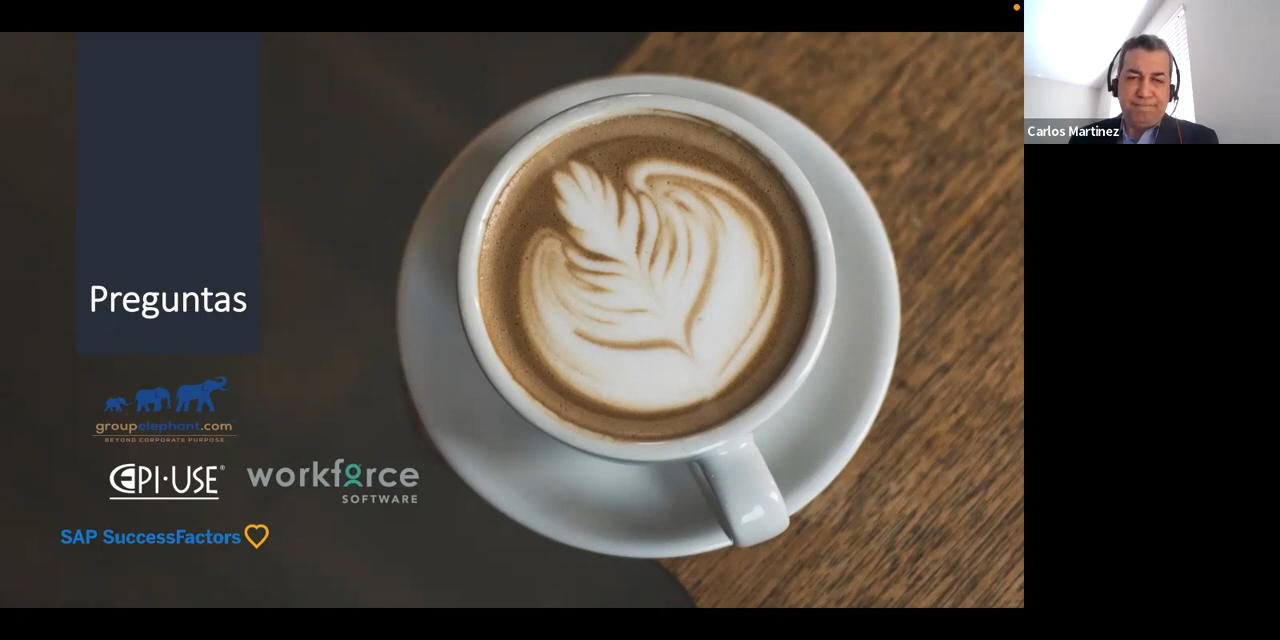 Preguntas
groupelephant.com
BEYOND CORPORATE PURPOSE
EPI·USE®
workforce
SOFTWARE
SAP SuccessFactors
Carlos Martinez